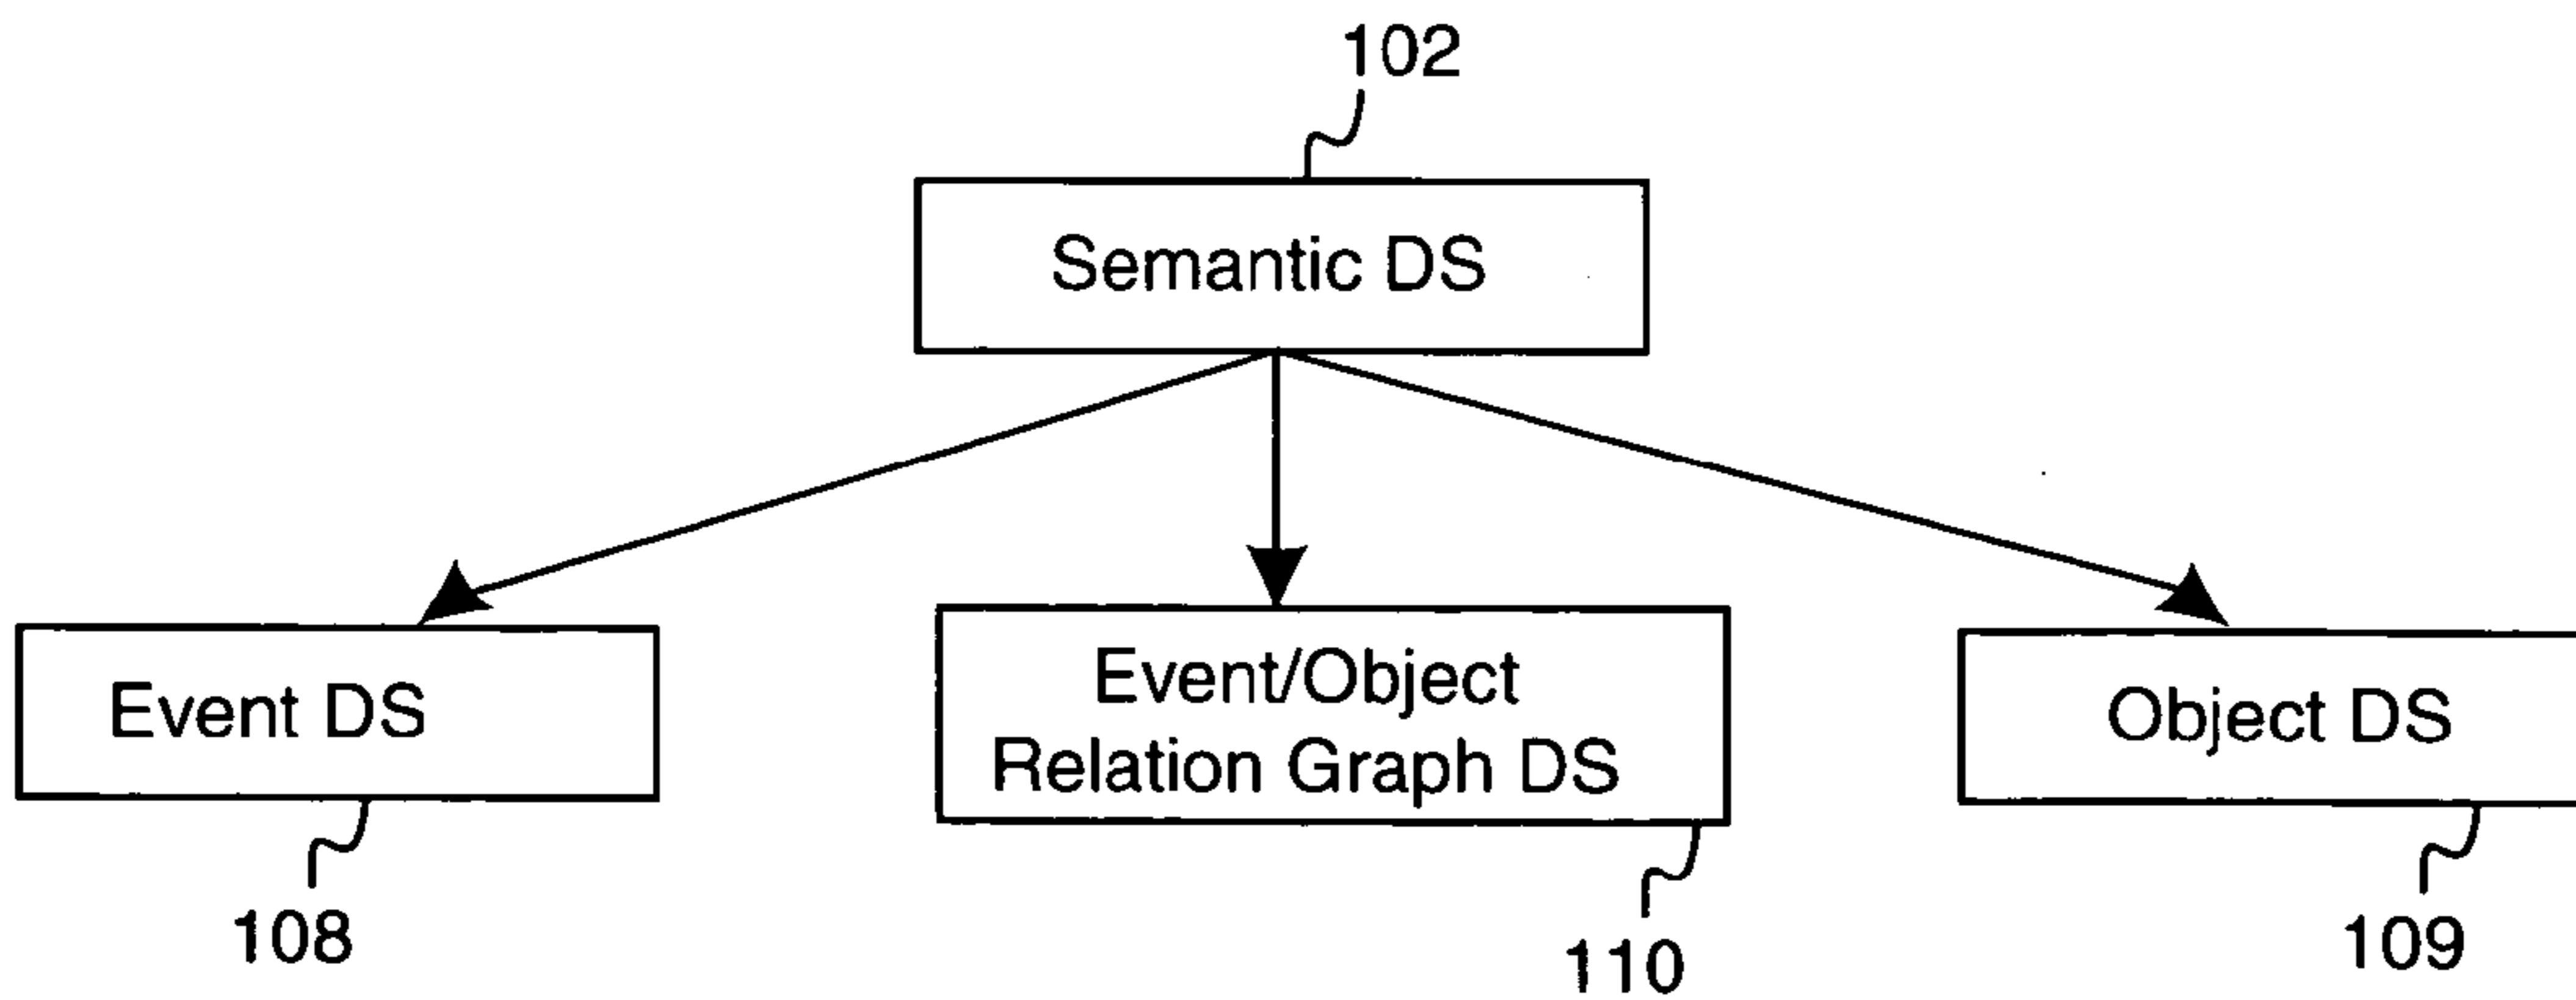 102
Semantic DS
Event DS
Event/Object
Relation Graph DS
Object DS
108
110
109